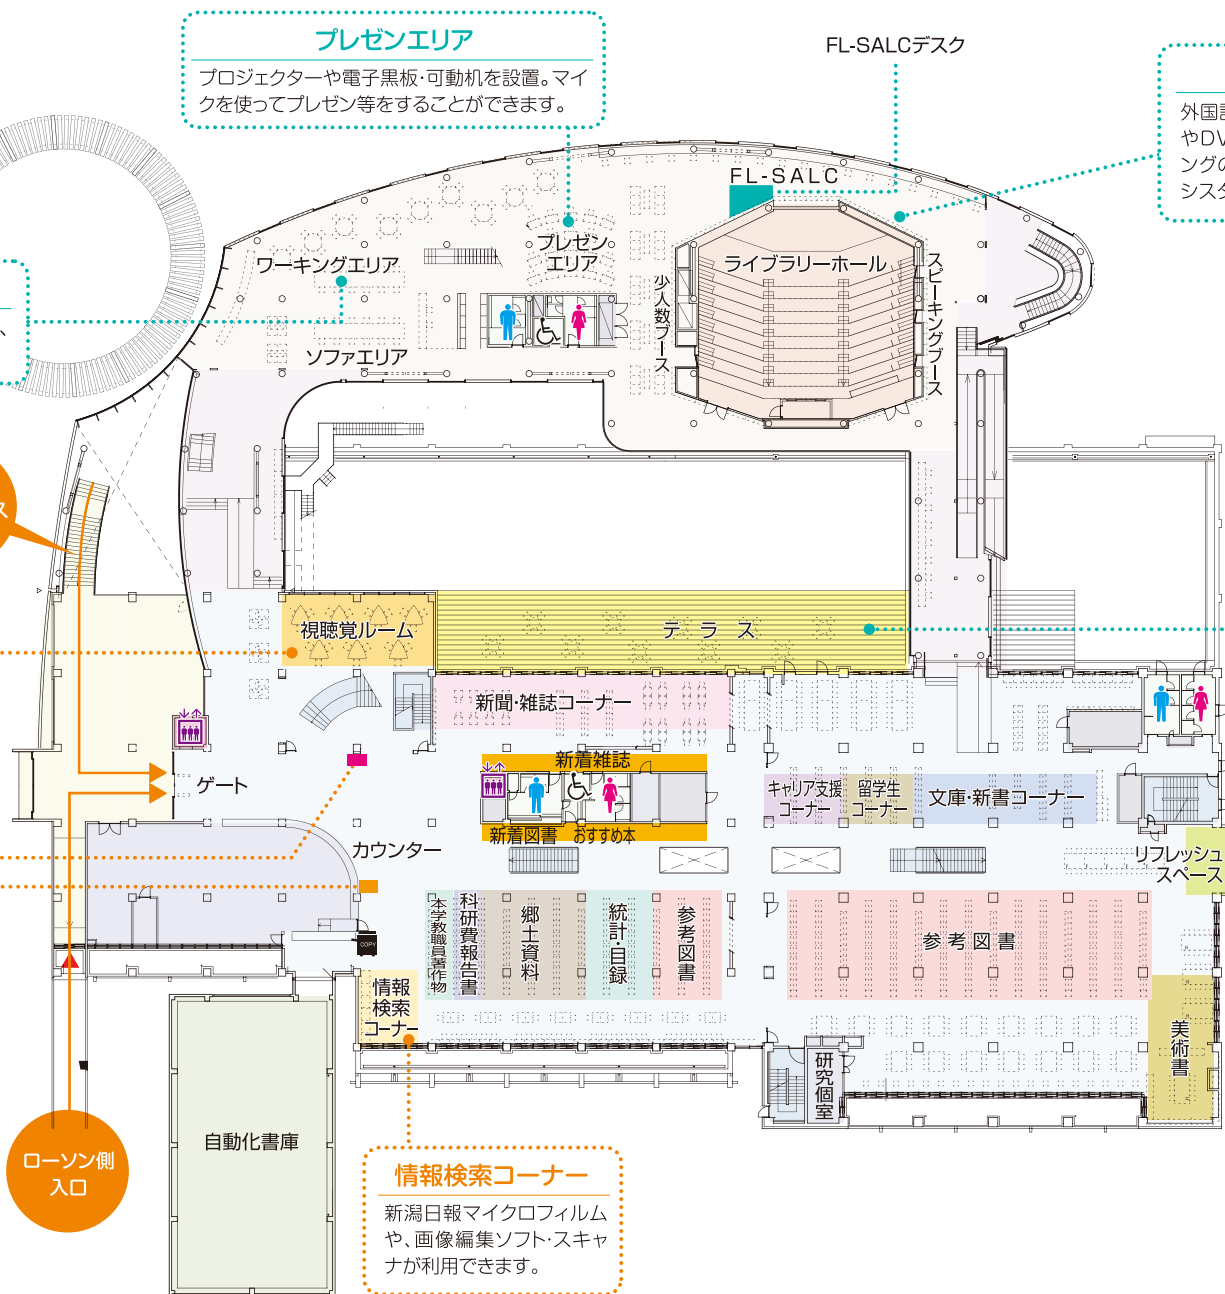 プレゼンエリア
プロジェクターや電子黒板・可動机を設置。マイ
クを使ってプレゼン等をすることができます。
FL-SALCデスク
外国語
やDV
ングの
システ
FL-SALC
プレゼン
エリア
ワーキングエリア
ライブラリーホール
スピーキングブース
少人数ブース
、
ソファエリア
ス
視聴覚ルーム
テラス
新聞・雑誌コーナー
新着雑誌
ゲート
キャリア支援
コーナー
留学生
コーナー
文庫・新書コーナー
新着図書 おすすめ本
カウンター
リフレッシュ
スペース
本学教職員著作物
科研費報告書
郷土資料
統計・目録
参考図書
参考図書
COPY
情報
検索
コーナー
美術書
研究個室
自動化書庫
ローソン側
入口
情報検索コーナー
新潟日報マイクロフィルム
や、画像編集ソフト・スキャ
ナが利用できます。